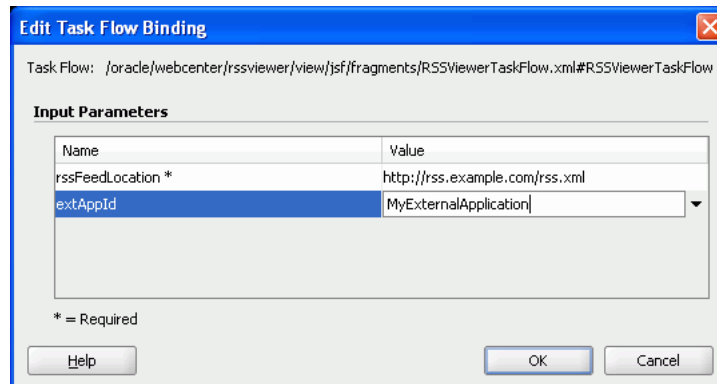 Edit Task Flow Binding
Task Flow: /oracle/webcenter/rssviewer/view/jsf/fragments/RSSViewerTaskFlow.xml#RSSViewerTaskFlow
Input Parameters
Name Value
rssFeedLocation * http://rss.example.com/rss.xml
extAppId MyExternalApplication
* = Required
Help OK Cancel